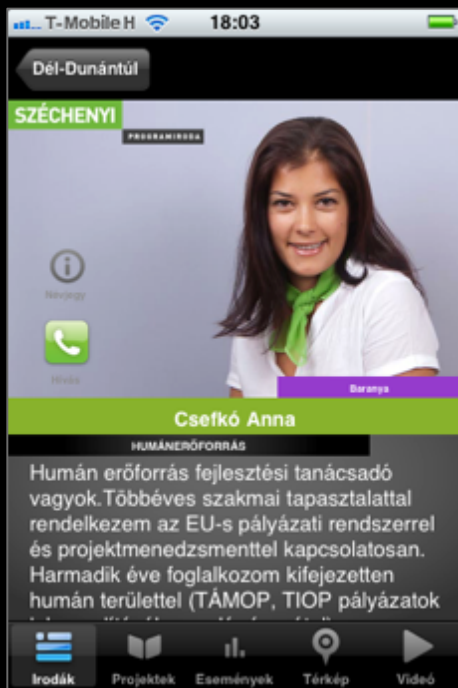 T-Mobile H 18:03
Dél-Dunántúl
SZÉCHENYI
PROGRAMIRODA
Névjegy
Hívás
Baranya
Csefkó Anna
HUMÁNERŐFORRÁS
Humán erőforrás fejlesztési tanácsadó
vagyok.Többéves szakmai tapasztalattal
rendelkezem az EU-s pályázati rendszerrel
és projektmenedzsmenttel kapcsolatosan.
Harmadik éve foglalkozom kifejezetten
humán területtel (TÁMOP, TIOP pályázatok
Irodák Projektek Események Térkép Videó